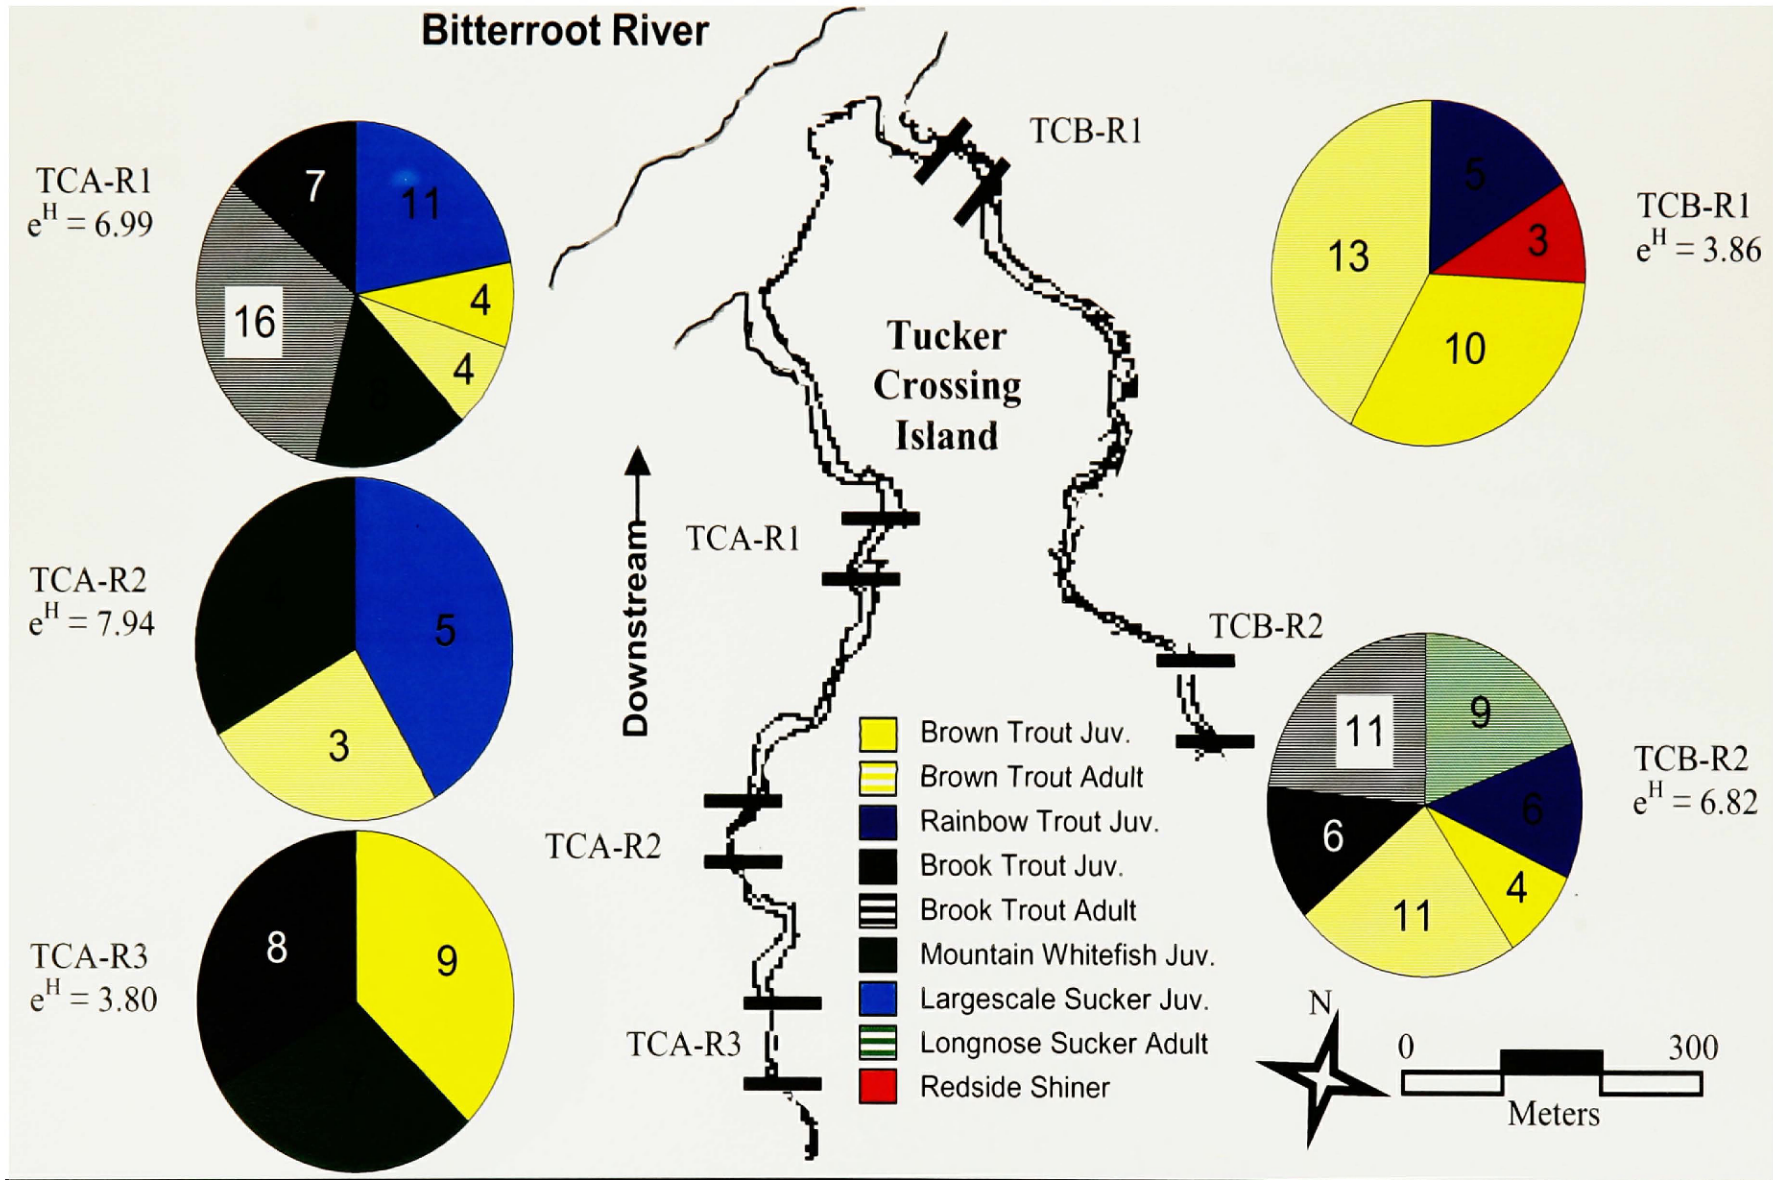 Bitterroot River
TCA-R1
e^H = 6.99
7
11
4
4
8
16
TCA-R2
e^H = 7.94
5
3
TCA-R3
e^H = 3.80
8
9
TCB-R1
Tucker
Crossing
Island
Downstream
TCA-R1
TCA-R2
TCA-R3
TCB-R2
Brown Trout Juv.
Brown Trout Adult
Rainbow Trout Juv.
Brook Trout Juv.
Brook Trout Adult
Mountain Whitefish Juv.
Largescale Sucker Juv.
Longnose Sucker Adult
Redside Shiner
5
3
13
10
TCB-R1
e^H = 3.86
11
9
6
6
4
11
TCB-R2
e^H = 6.82
N
0 300
Meters